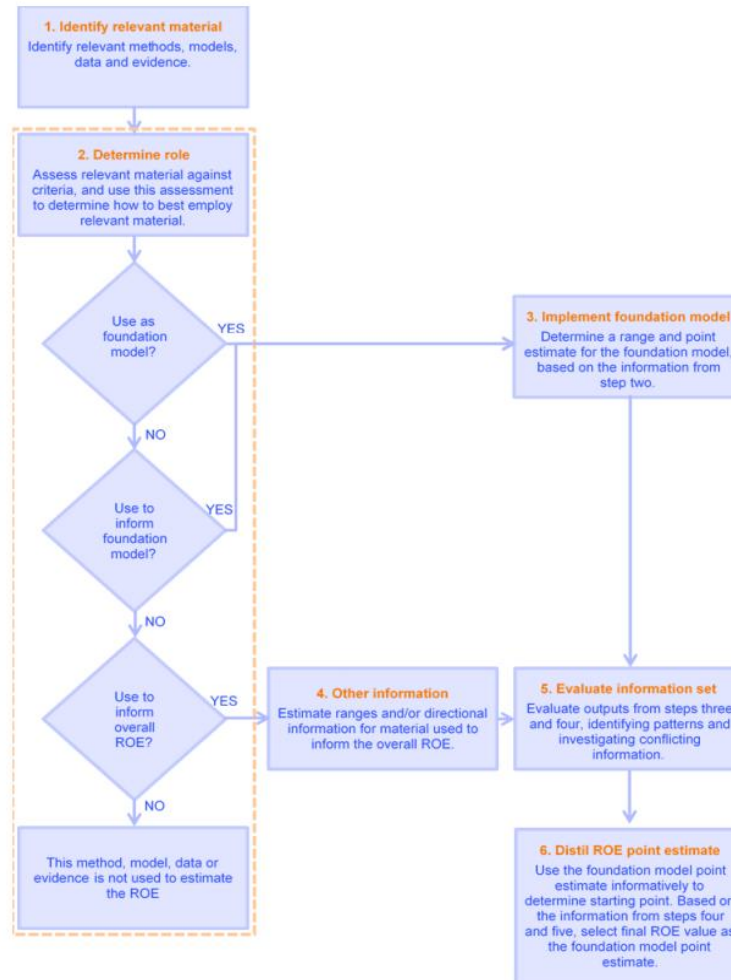 1. Identify relevant material
Identify relevant methods, models,
data and evidence.
2. Determine role
Assess relevant material against
criteria, and use this assessment
to determine how to best employ
relevant material.
Use as
foundation
model?
YES
NO
Use to
inform
foundation
model?
YES
NO
Use to
inform
overall
ROE?
YES
NO
This method, model, data or
evidence is not used to estimate
the ROE
3. Implement foundation model
Determine a range and point
estimate for the foundation model,
based on the information from
step two.
4. Other information
Estimate ranges and/or directional
information for material used to
inform the overall ROE.
5. Evaluate information set
Evaluate outputs from steps three
and four, identifying patterns and
investigating conflicting
information.
6. Distil ROE point estimate
Use the foundation model point
estimate informatively to
determine starting point. Based on
the information from steps four
and five, select final ROE value as
the foundation model point
estimate.